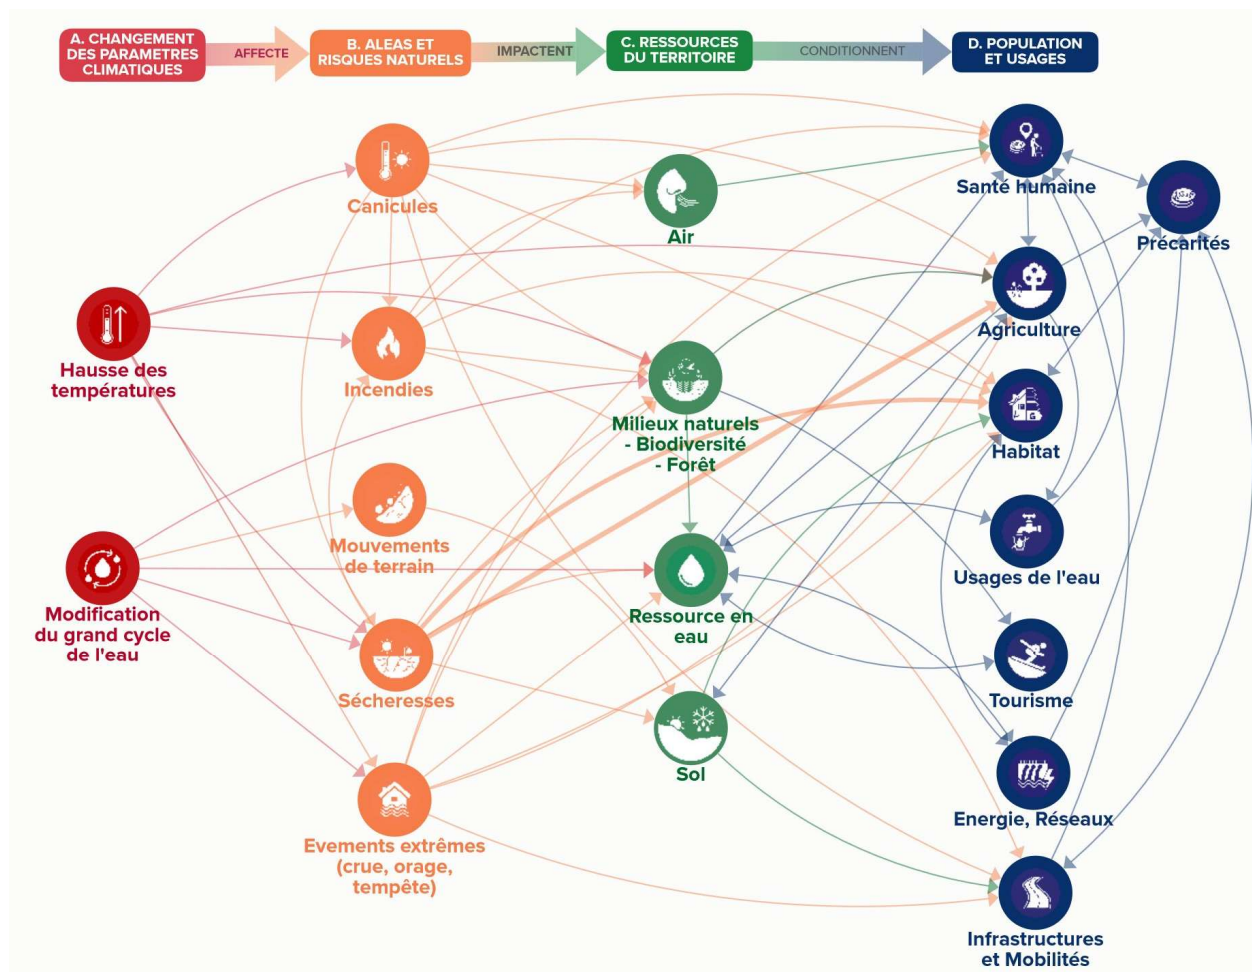 A. CHANGEMENT
DES PARAMETRES
CLIMATIQUES
AFFECTE
B. ALEAS ET
RISQUES NATURELS
IMPACTENT
C. RESSOURCES
DU TERRITOIRE
CONDITIONNENT
D. POPULATION
ET USAGES
Hausse des
températures
Modification
du grand cycle
de l'eau
Canicules
Incendies
Mouvements
de terrain
Sécheresses
Evements extrêmes
(crue, orage,
tempête)
Air
Milieux naturels
- Biodiversité
- Forêt
Ressource en
eau
Sol
Santé humaine
Agriculture
Habitat
Usages de l'eau
Tourisme
Energie, Réseaux
Infrastructures
et Mobilités
Précarités